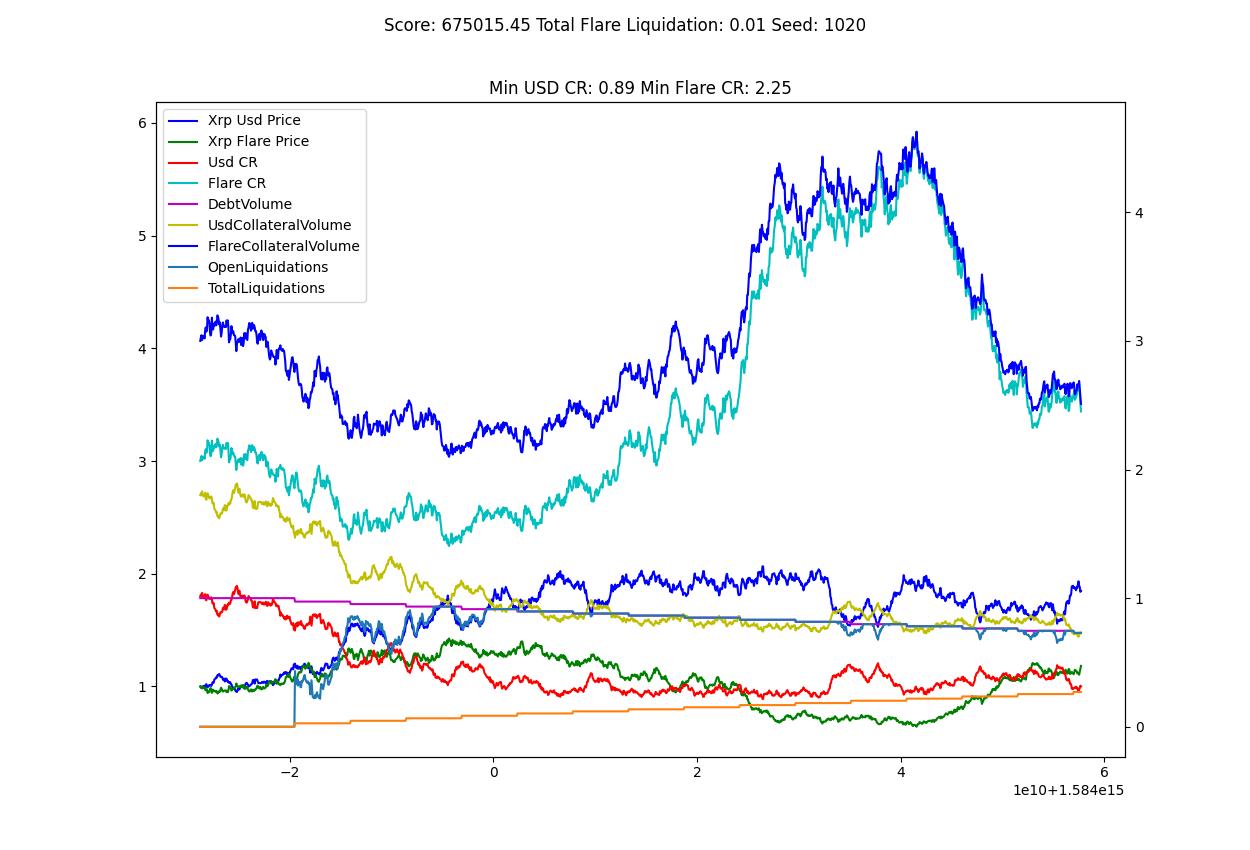 Score: 675015.45 Total Flare Liquidation: 0.01 Seed: 1020
Min USD CR: 0.89 Min Flare CR: 2.25
Xrp Usd Price
Xrp Flare Price
Usd CR
Flare CR
DebtVolume
UsdCollateralVolume
FlareCollateralVolume
OpenLiquidations
TotalLiquidations
6
5
4
3
2
1
4
3
2
1
0
−2
0
2
4
6
1e10+1.584e15